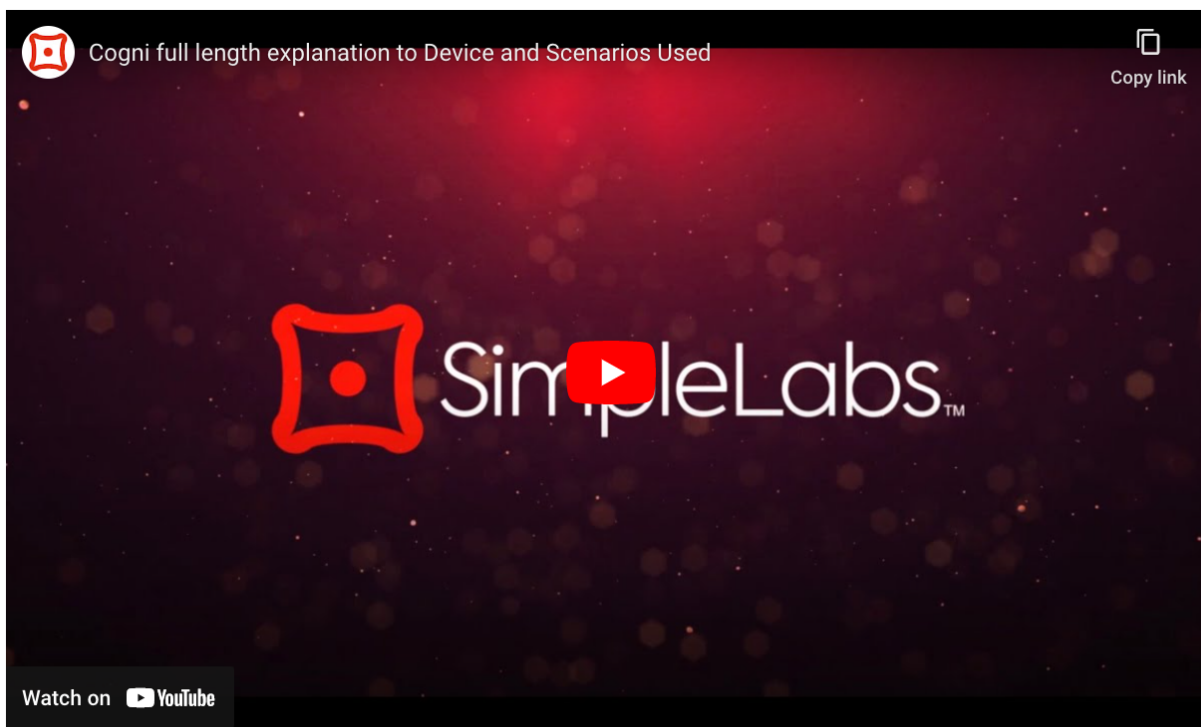 Cogni full length explanation to Device and Scenarios Used
Copy link
SimpleLabs™
Watch on YouTube